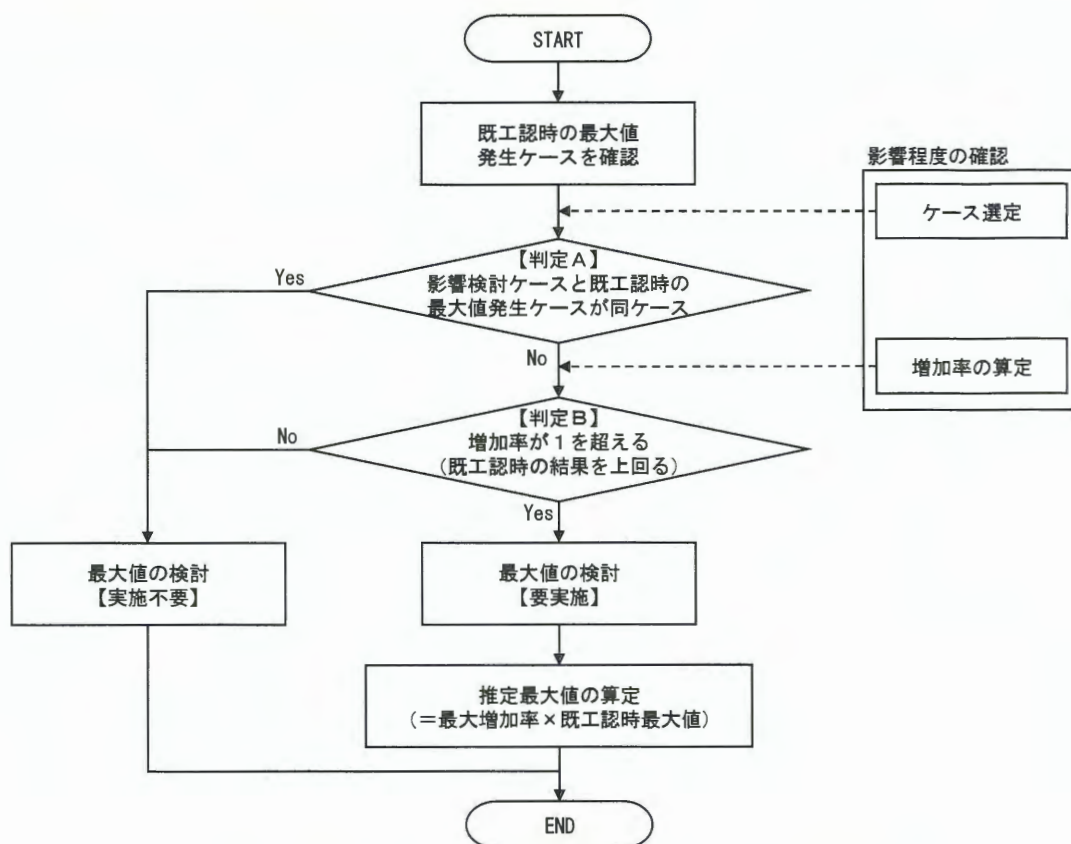 START
既工認時の最大値
発生ケースを確認
影響程度の確認
ケース選定
【判定A】
影響検討ケースと既工認時の
最大値発生ケースが同ケース
Yes
No
増加率の算定
【判定B】
増加率が1を超える
(既工認時の結果を上回る)
No
Yes
最大値の検討
【実施不要】
最大値の検討
【要実施】
推定最大値の算定
(=最大増加率×既工認時最大値)
END